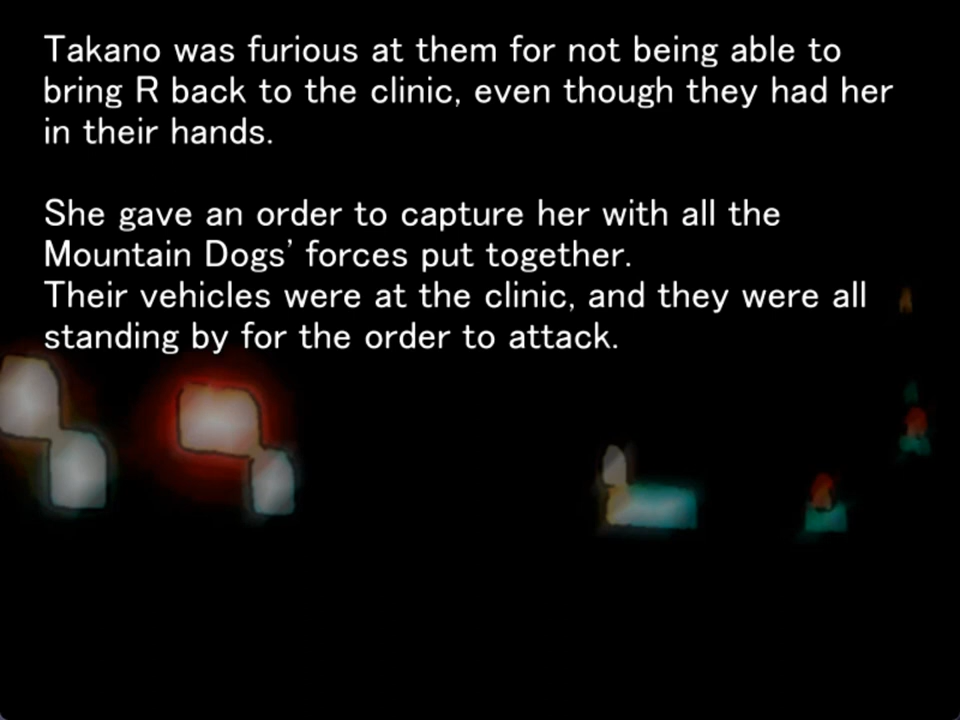 Takano was furious at them for not being able to
bring R back to the clinic, even though they had her
in their hands.
She gave an order to capture her with all the
Mountain Dogs’ forces put together.
Their vehicles were at the clinic, and they were all
standing by for the order to attack.